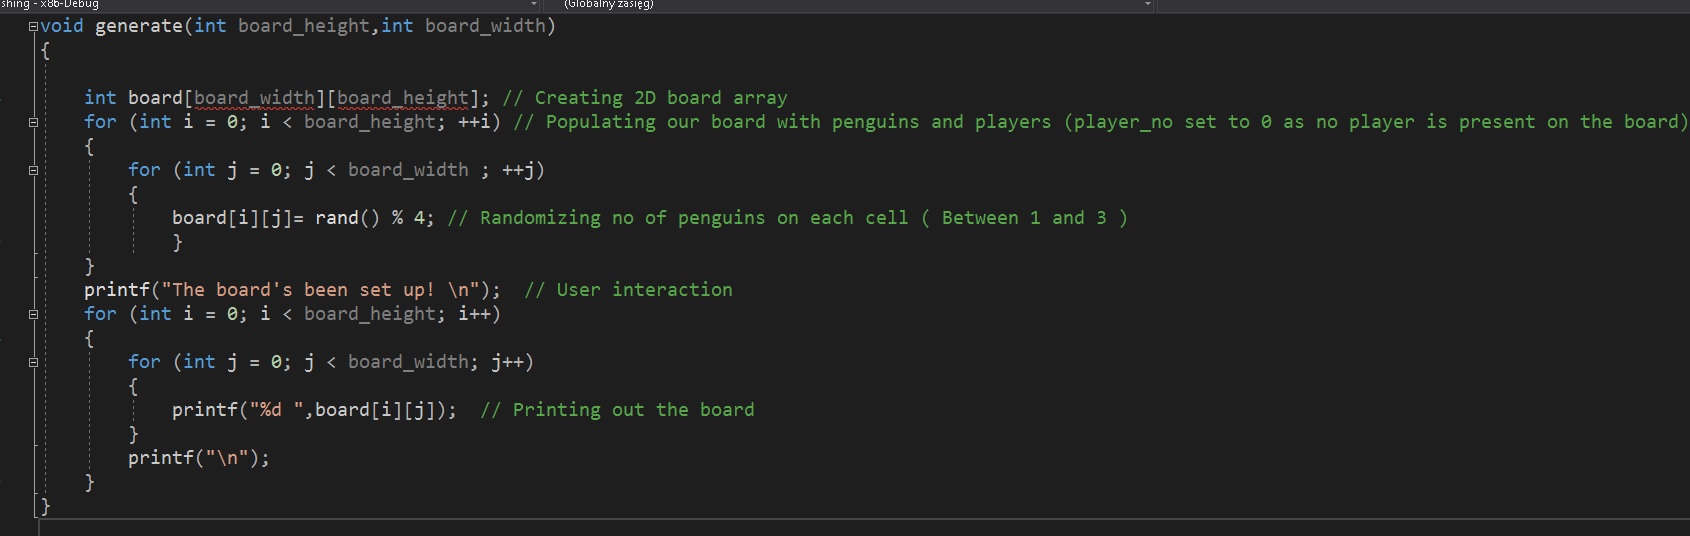 shing - x86-Debug (Globalny zasięg)
void generate(int board_height,int board_width)
{
int board[board_width][board_height]; // Creating 2D board array
for (int i = 0; i < board_height; ++i) // Populating our board with penguins and players (player_no set to 0 as no player is present on the board)
{
for (int j = 0; j < board_width ; ++j)
{
board[i][j]= rand() % 4; // Randomizing no of penguins on each cell ( Between 1 and 3 )
}
}
printf("The board's been set up! \n");  // User interaction
for (int i = 0; i < board_height; i++)
{
for (int j = 0; j < board_width; j++)
{
printf("%d ",board[i][j]);  // Printing out the board
}
printf("\n");
}
}